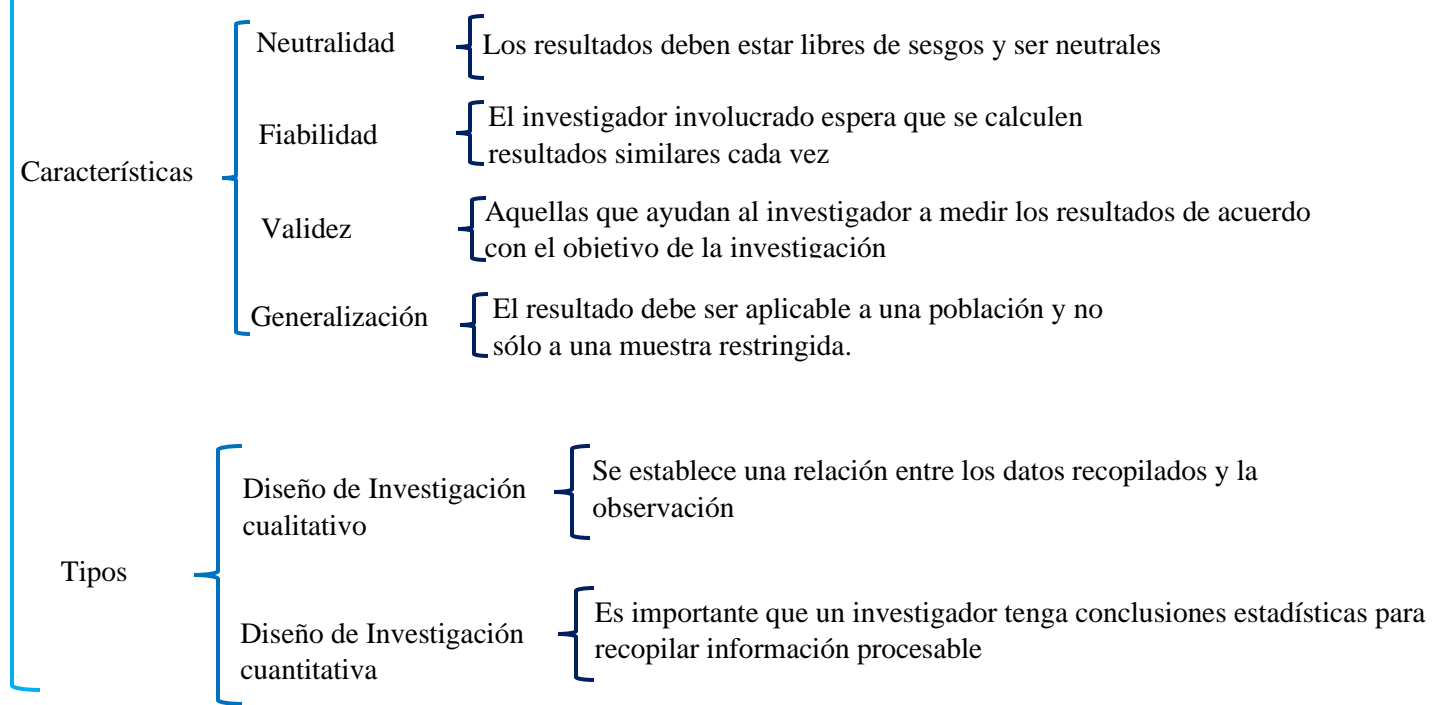 Neutralidad
Los resultados deben estar libres de sesgos y ser neutrales
Fiabilidad
El investigador involucrado espera que se calculen
resultados similares cada vez
Características
Validez
Aquellas que ayudan al investigador a medir los resultados de acuerdo
con el objetivo de la investigación
Generalización
El resultado debe ser aplicable a una población y no
sólo a una muestra restringida.
Tipos
Diseño de Investigación
cualitativo
Se establece una relación entre los datos recopilados y la
observación
Diseño de Investigación
cuantitativa
Es importante que un investigador tenga conclusiones estadísticas para
recopilar información procesable